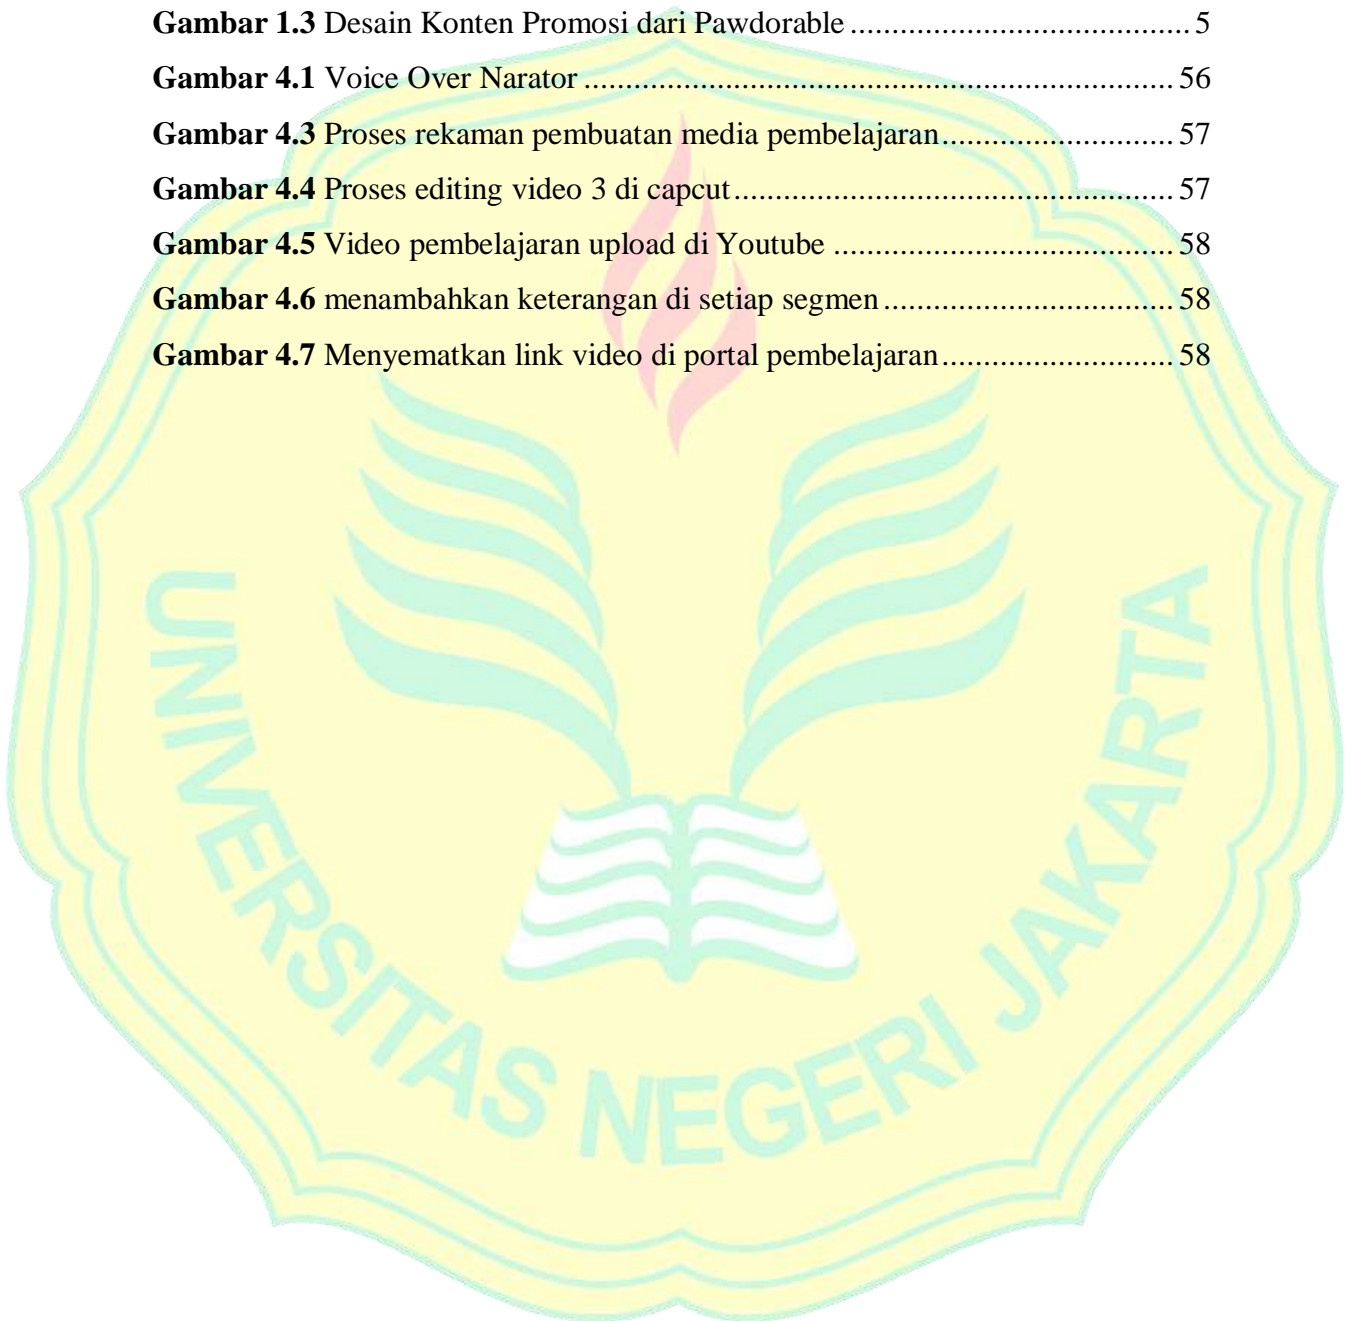 Gambar 1.3 Desain Konten Promosi dari Pawdorable .......................................... 5
Gambar 4.1 Voice Over Narator ......................................................................... 56
Gambar 4.3 Proses rekaman pembuatan media pembelajaran............................. 57
Gambar 4.4 Proses editing video 3 di capcut...................................................... 57
Gambar 4.5 Video pembelajaran upload di Youtube .......................................... 58
Gambar 4.6 menambahkan keterangan di setiap segmen .................................... 58
Gambar 4.7 Menyematkan link video di portal pembelajaran............................. 58
UNIVERSITAS NEGERI JAKARTA